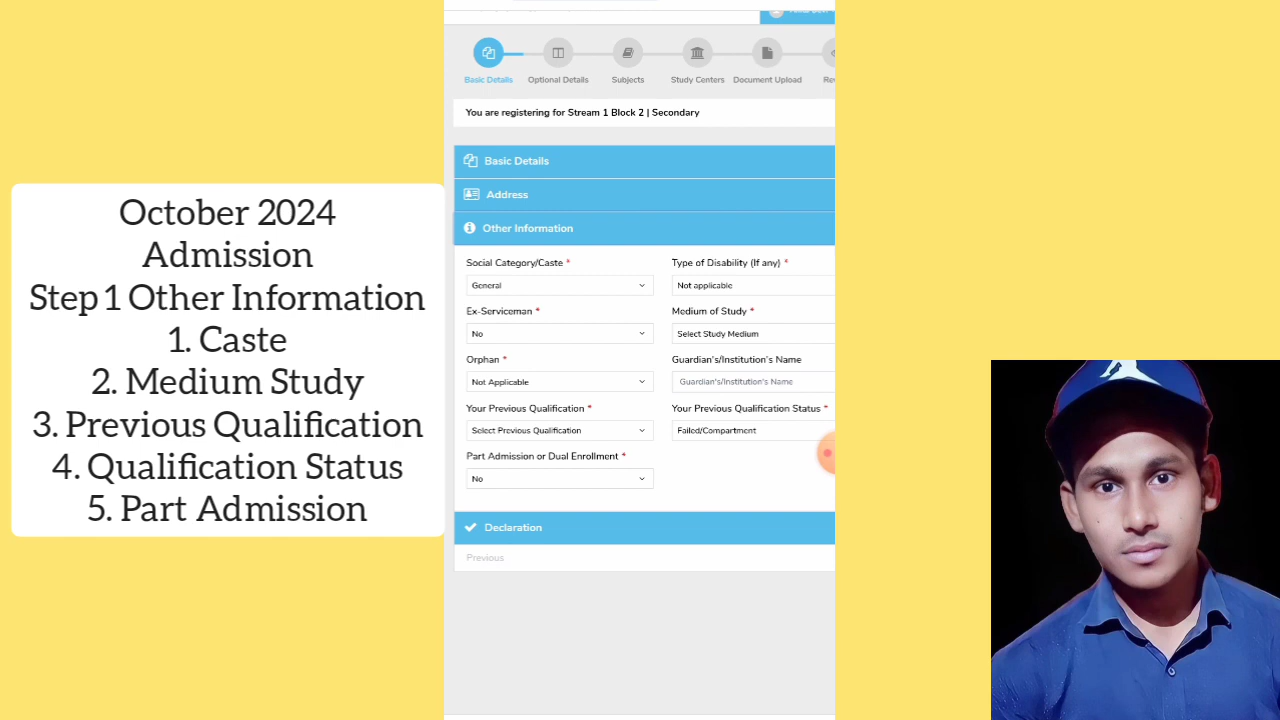 October 2024
Admission
Step 1 Other Information
1. Caste
2. Medium Study
3. Previous Qualification
4. Qualification Status
5. Part Admission
Basic Details
Optional Details
Subjects
Study Centers
Document Upload
You are registering for Stream 1 Block 2 | Secondary
Basic Details
Address
Other Information
Social Category/Caste *
Type of Disability (If any) *
General
Not applicable
Ex-Serviceman *
Medium of Study *
No
Select Study Medium
Orphan *
Guardian's/Institution's Name
Not Applicable
Guardian's/Institution's Name
Your Previous Qualification *
Your Previous Qualification Status *
Select Previous Qualification
Failed/Compartment
Part Admission or Dual Enrollment *
No
Declaration
Previous